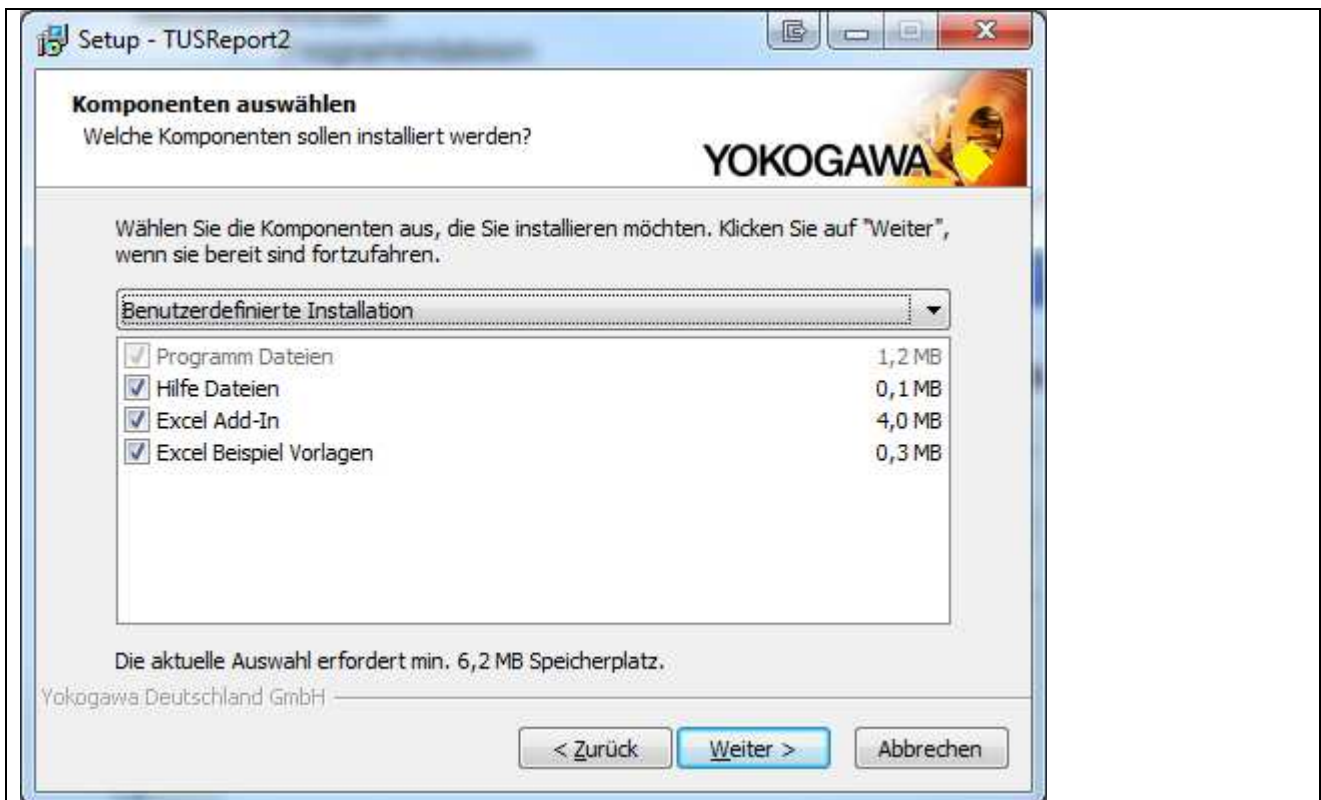 Setup - TUSReport2
Komponenten auswählen
Welche Komponenten sollen installiert werden?
YOKOGAWA
Wählen Sie die Komponenten aus, die Sie installieren möchten. Klicken Sie auf "Weiter",
wenn sie bereit sind fortzufahren.
Benutzerdefinierte Installation
Programm Dateien 1,2 MB
Hilfe Dateien 0,1 MB
Excel Add-In 4,0 MB
Excel Beispiel Vorlagen 0,3 MB
Die aktuelle Auswahl erfordert min. 6,2 MB Speicherplatz.
Yokogawa Deutschland GmbH
< Zurück Weiter > Abbrechen